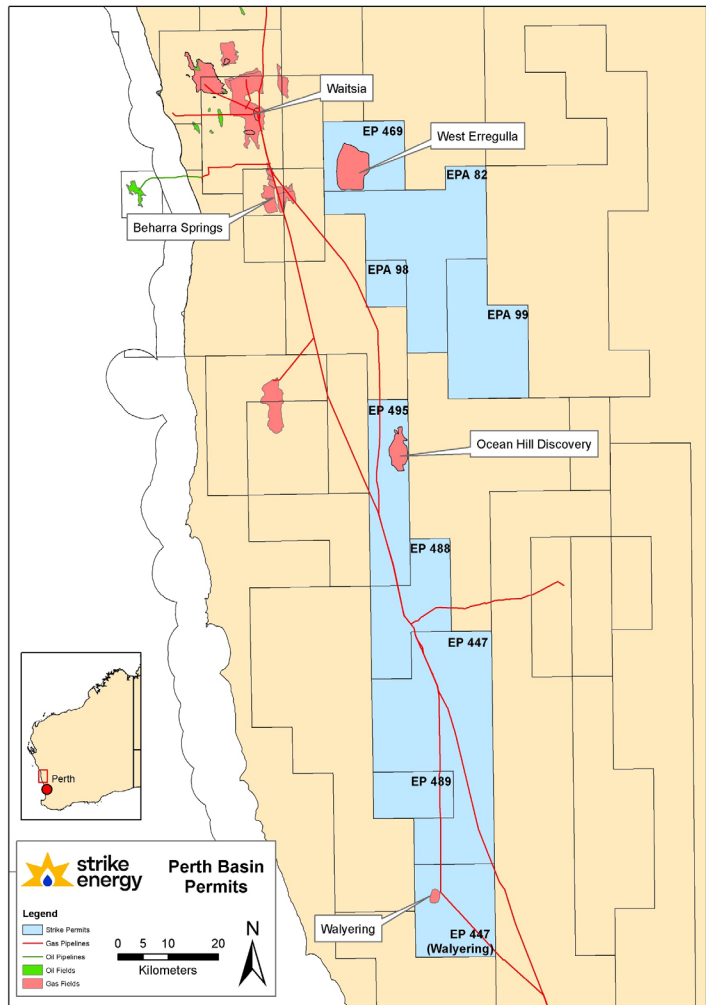 Waitsia
EP 469
West Erregulla
EPA 82
Beharra Springs
EPA 98
EPA 99
EP 495
Ocean Hill Discovery
EP 488
EP 447
Perth
EP 489
strike
energy
Perth Basin
Permits
Legend
Strike Permits
Gas Pipelines
Oil Pipelines
Oil Fields
Gas Fields
N
0 10 20
Kilometers
Walyering
EP 447
(Walyering)